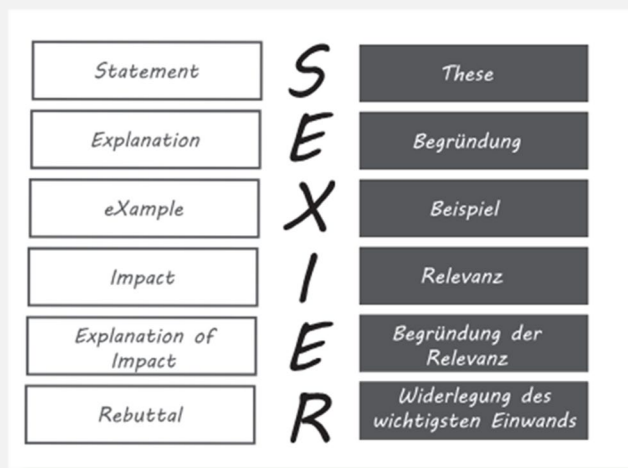 Statement S These
Explanation E Begründung
eXample X Beispiel
Impact I Relevanz
Explanation of
Impact
E
Begründung der
Relevanz
Rebuttal R
Widerlegung des
wichtigsten Einwands